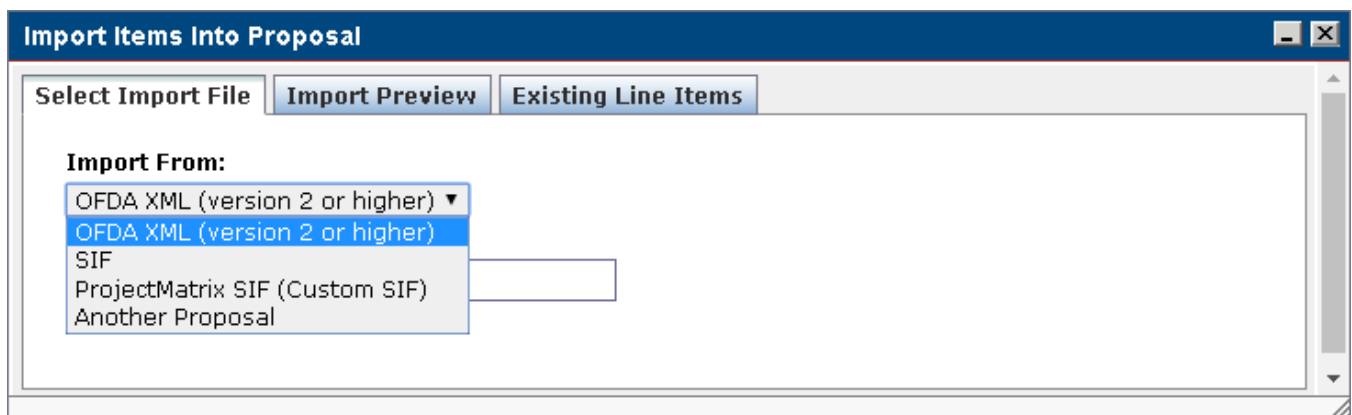 Import Items Into Proposal
Select Import File Import Preview Existing Line Items
Import From:
OFDA XML (version 2 or higher)
OFDA XML (version 2 or higher)
SIF
ProjectMatrix SIF (Custom SIF)
Another Proposal